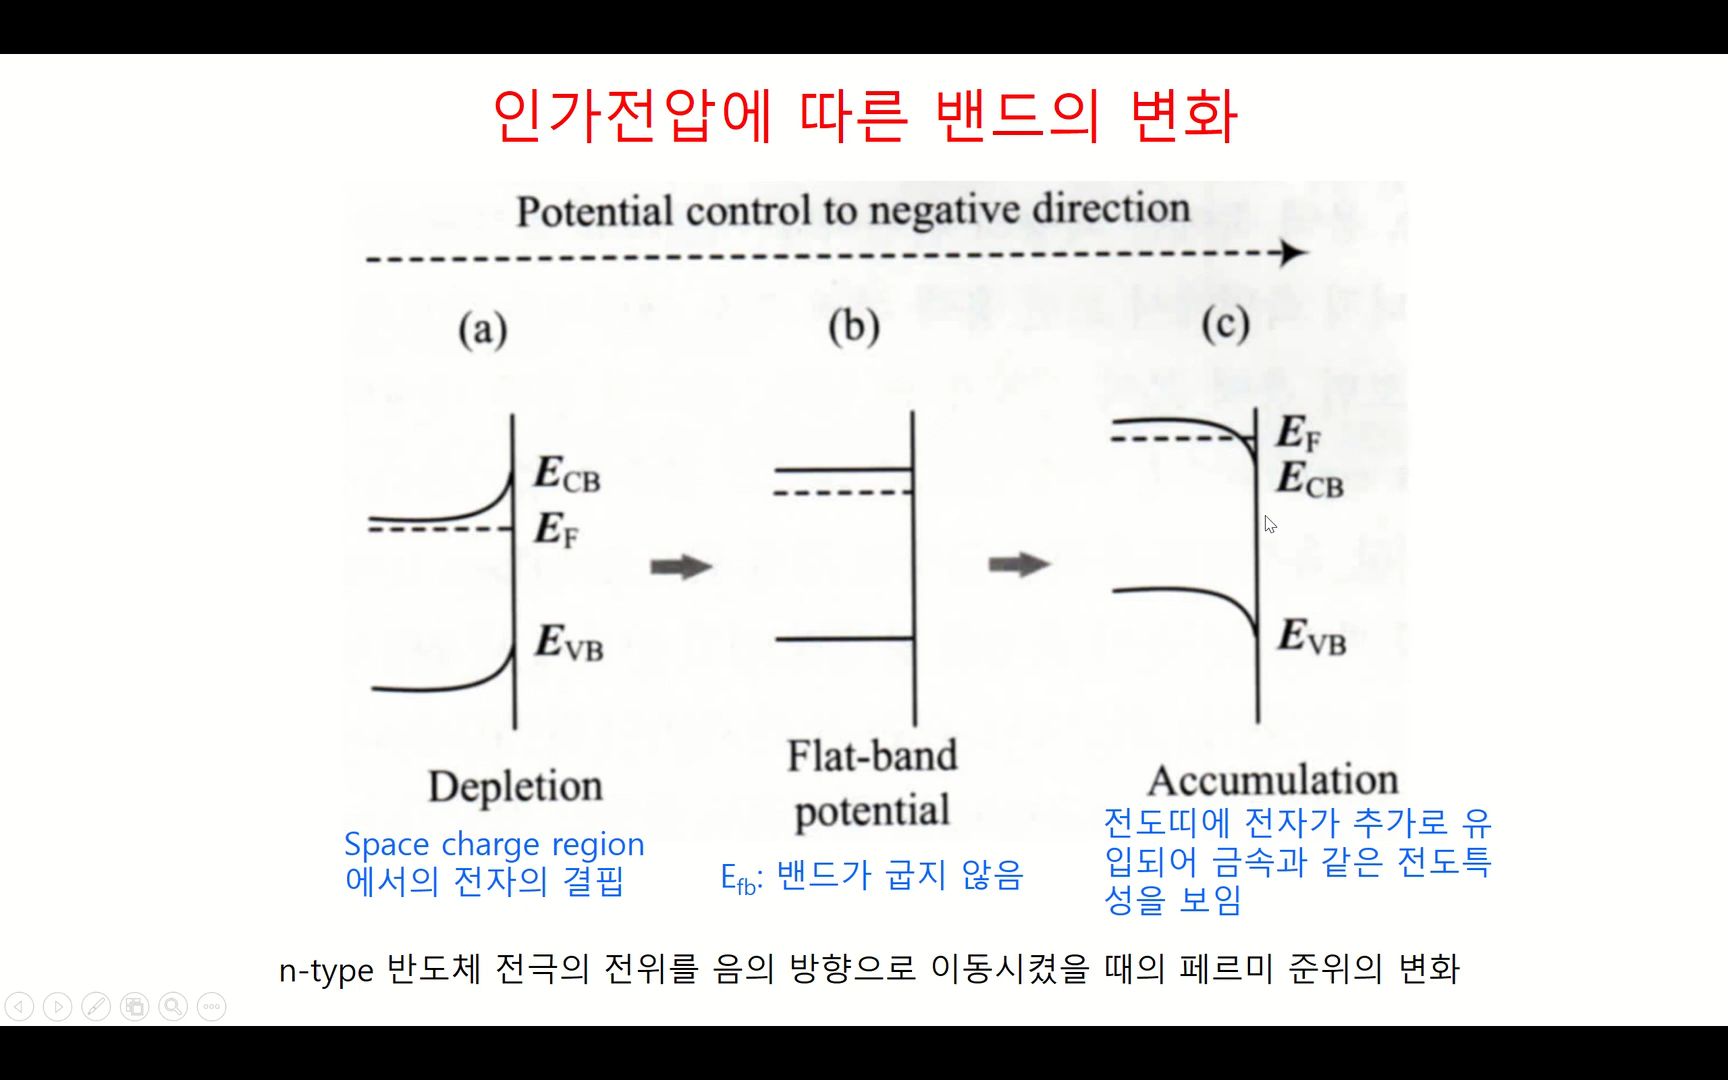 인가전압에 따른 밴드의 변화
Potential control to negative direction
(a)
(b)
(c)
E_CB
E_F
E_VB
E_F
E_CB
E_VB
Depletion
Flat-band
potential
Accumulation
Space charge region
에서의 전자의 결핍
E_fb: 밴드가 굽지 않음
전도띠에 전자가 추가로 유
입되어 금속과 같은 전도특
성을 보임
n-type 반도체 전극의 전위를 음의 방향으로 이동시켰을 때의 페르미 준위의 변화